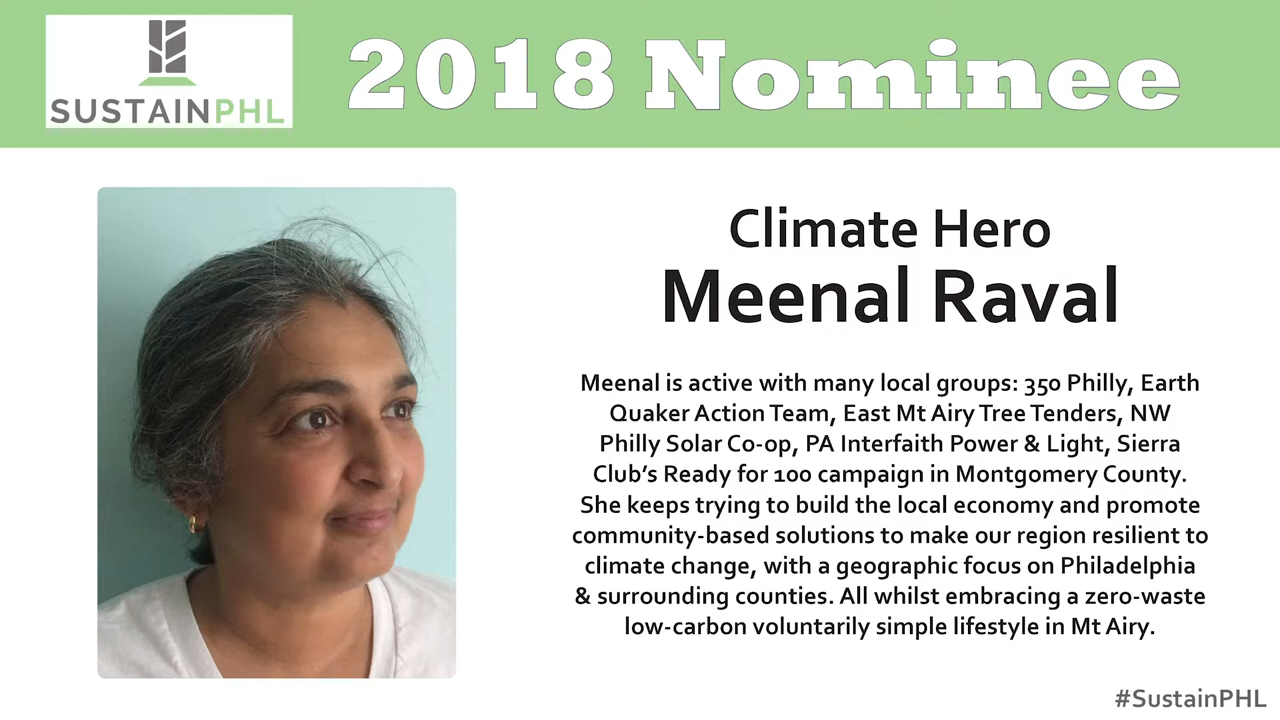 SUSTAINPHL
2018 Nominee
Climate Hero
Meenal Raval
Meenal is active with many local groups: 350 Philly, Earth
Quaker Action Team, East Mt Airy Tree Tenders, NW
Philly Solar Co-op, PA Interfaith Power & Light, Sierra
Club’s Ready for 100 campaign in Montgomery County.
She keeps trying to build the local economy and promote
community-based solutions to make our region resilient to
climate change, with a geographic focus on Philadelphia
& surrounding counties. All whilst embracing a zero-waste
low-carbon voluntarily simple lifestyle in Mt Airy.
#SustainPHL